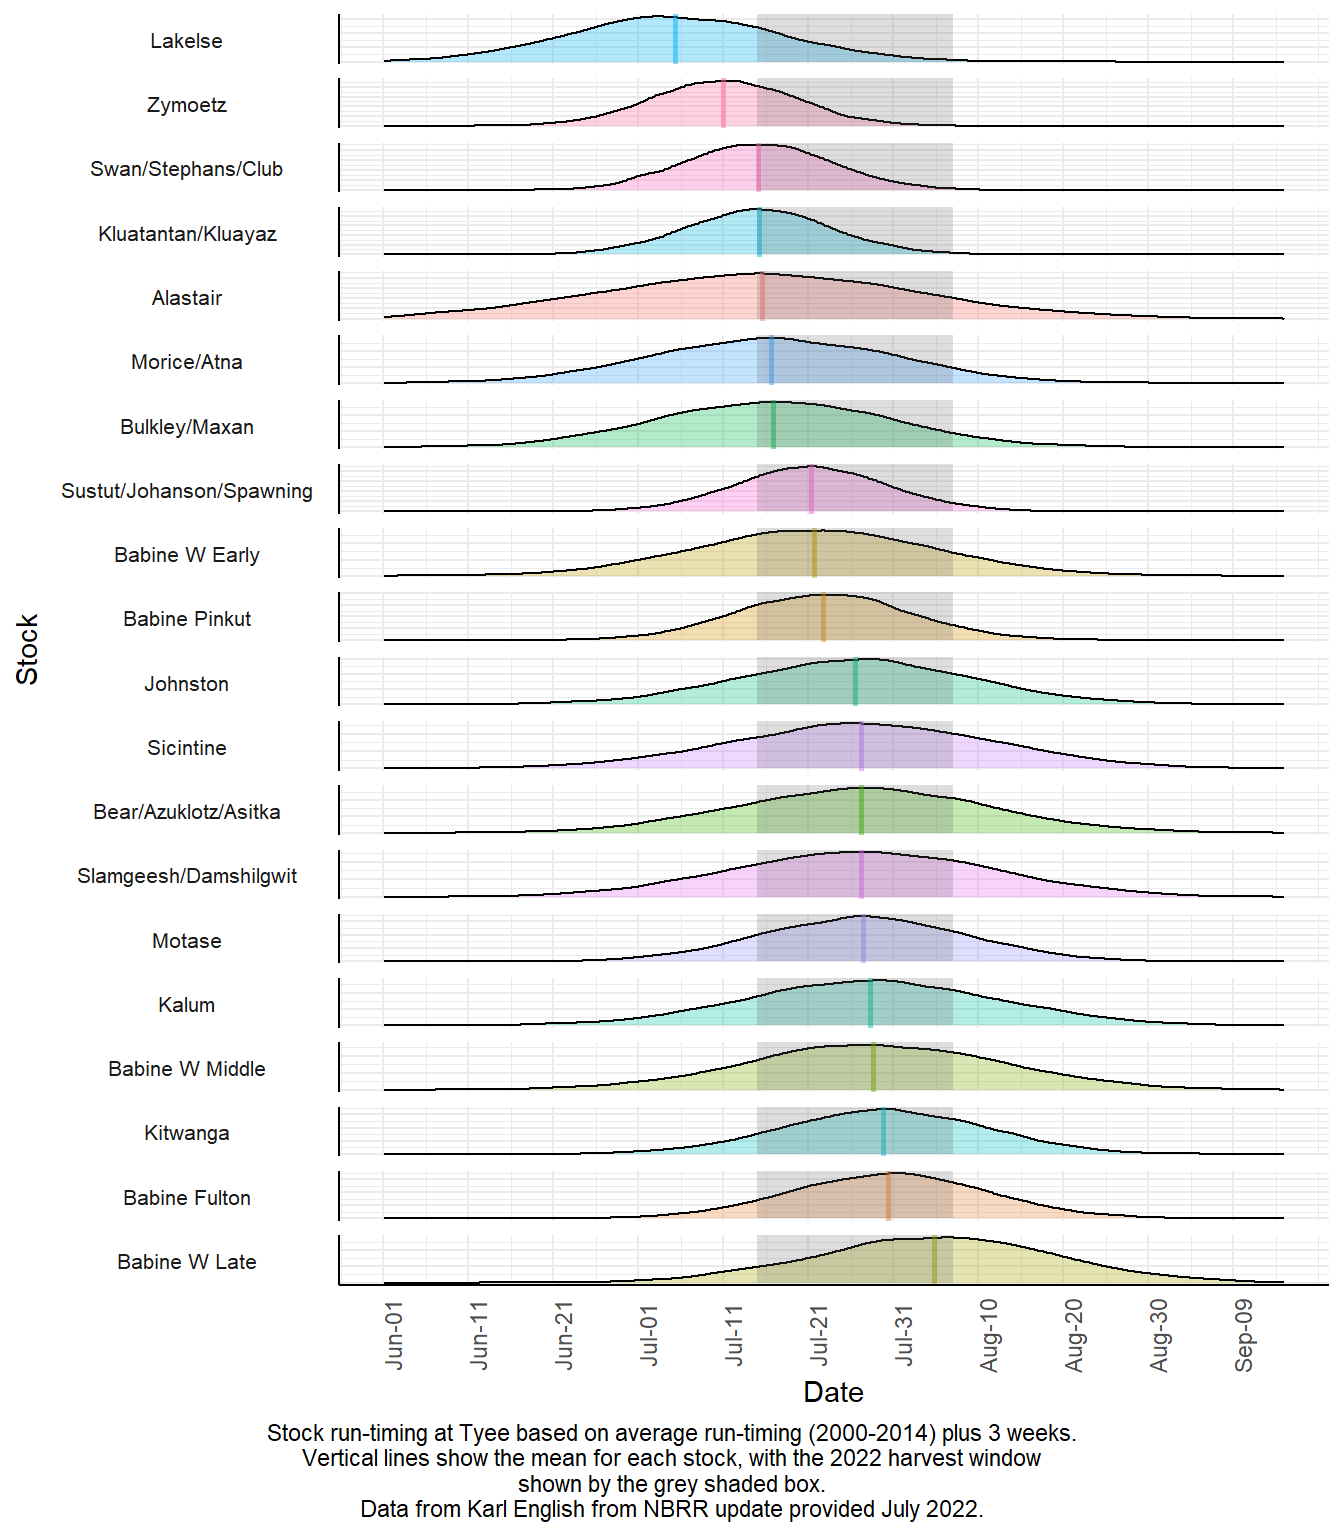 Lakelse
Zymoetz
Swan/Stephans/Club
Kluatantan/Kluayaz
Alastair
Morice/Atna
Bulkley/Maxan
Sustut/Johanson/Spawning
Babine W Early
Babine Pinkut
Johnston
Sicintine
Bear/Azuklotz/Asitka
Slamgeesh/Damshilgwit
Motase
Kalum
Babine W Middle
Kitwanga
Babine Fulton
Babine W Late
Stock
Jun-01
Jun-11
Jun-21
Jul-01
Jul-11
Jul-21
Jul-31
Aug-10
Aug-20
Aug-30
Sep-09
Date
Stock run-timing at Tyee based on average run-timing (2000-2014) plus 3 weeks.
Vertical lines show the mean for each stock, with the 2022 harvest window
shown by the grey shaded box.
Data from Karl English from NBRR update provided July 2022.